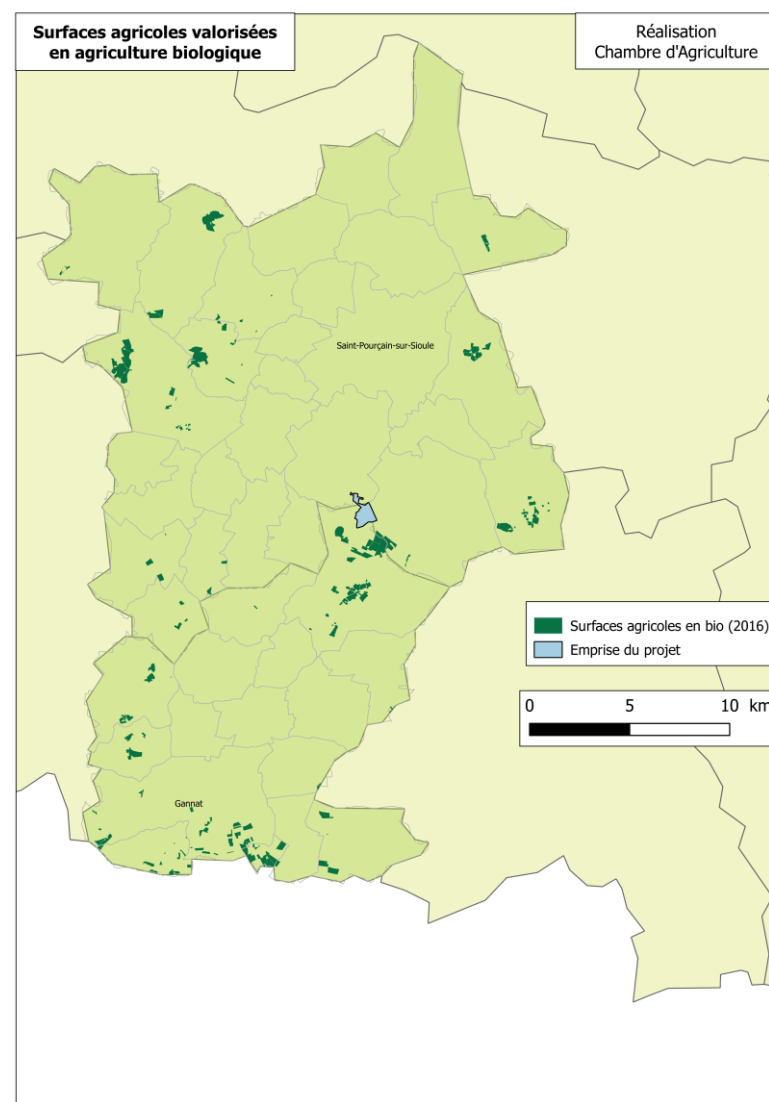 Surfaces agricoles valorisées
en agriculture biologique
Réalisation
Chambre d'Agriculture
Saint-Pourçain-sur-Sioule
Surfaces agricoles en bio (2016)
Emprise du projet
0 5 10 km
Gannat